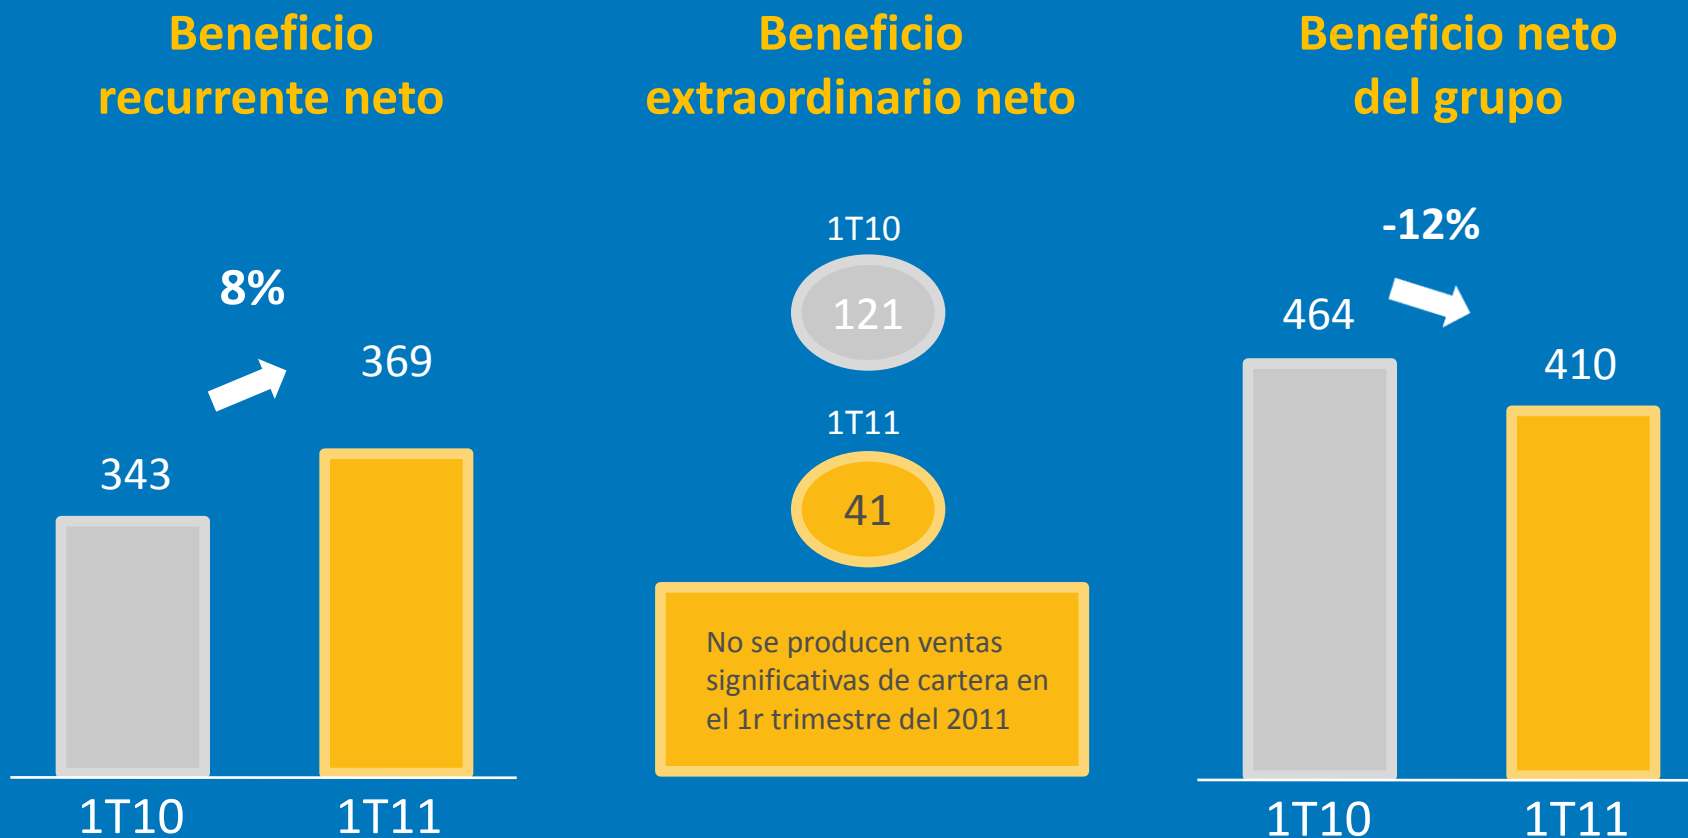 Beneficio
recurrente neto
8%
343
369
1T10
1T11
Beneficio
extraordinario neto
1T10
121
1T11
41
No se producen ventas
significativas de cartera en
el 1r trimestre del 2011
Beneficio neto
del grupo
-12%
464
410
1T10
1T11